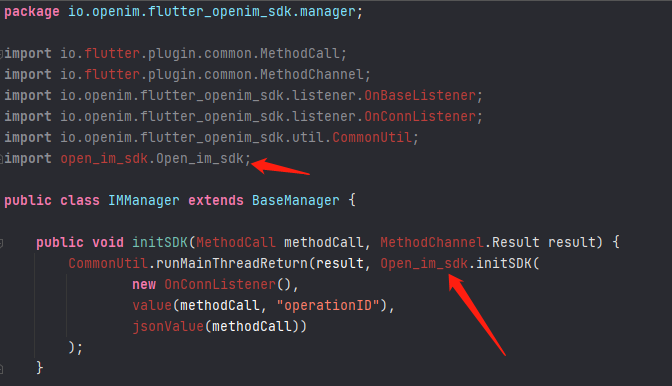 package io.openim.flutter_openim_sdk.manager;
import io.flutter.plugin.common.MethodCall;
import io.flutter.plugin.common.MethodChannel;
import io.openim.flutter_openim_sdk.listener.OnBaseListener;
import io.openim.flutter_openim_sdk.listener.OnConnListener;
import io.openim.flutter_openim_sdk.util.CommonUtil;
import open_im_sdk.Open_im_sdk;
public class IMManager extends BaseManager {
public void initSDK(MethodCall methodCall, MethodChannel.Result result) {
CommonUtil.runMainThreadReturn(result, Open_im_sdk.initSDK(
new OnConnListener(),
value(methodCall, "operationID"),
jsonValue(methodCall))
);
}